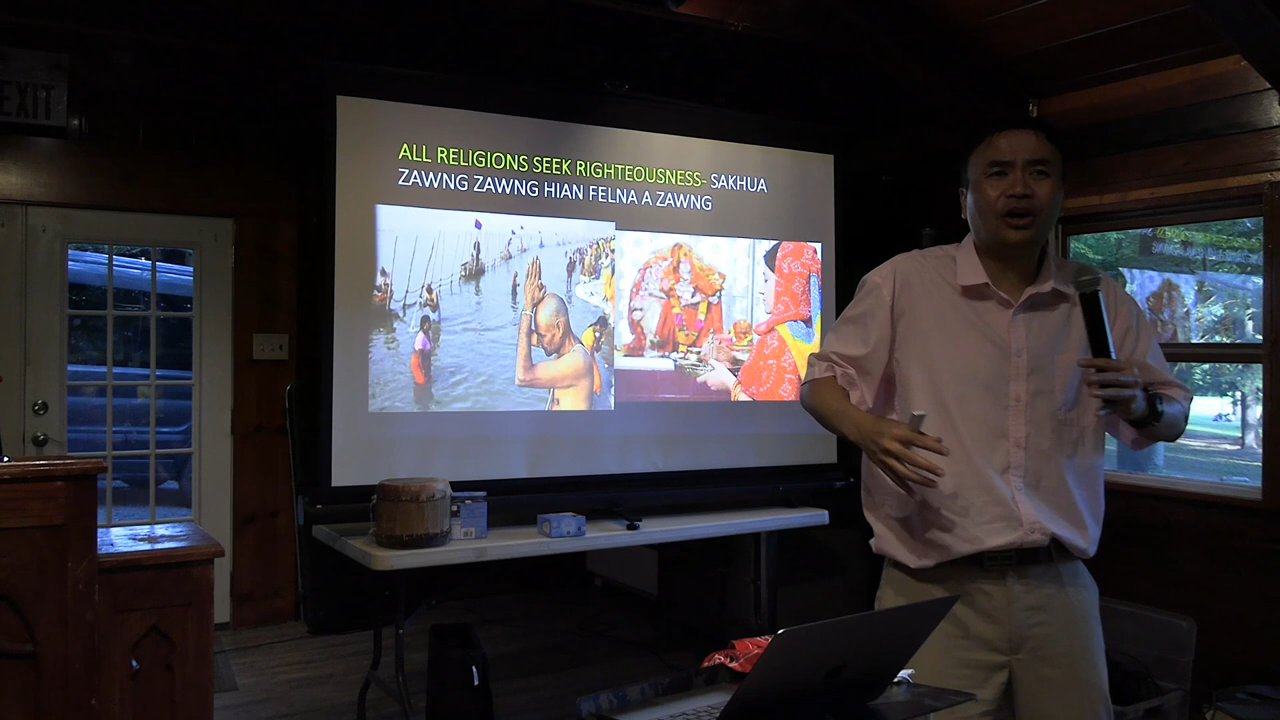 EXIT
ALL RELIGIONS SEEK RIGHTEOUSNESS- SAKHUA
ZAWNG ZAWNG HIAN FELNA A ZAWNG